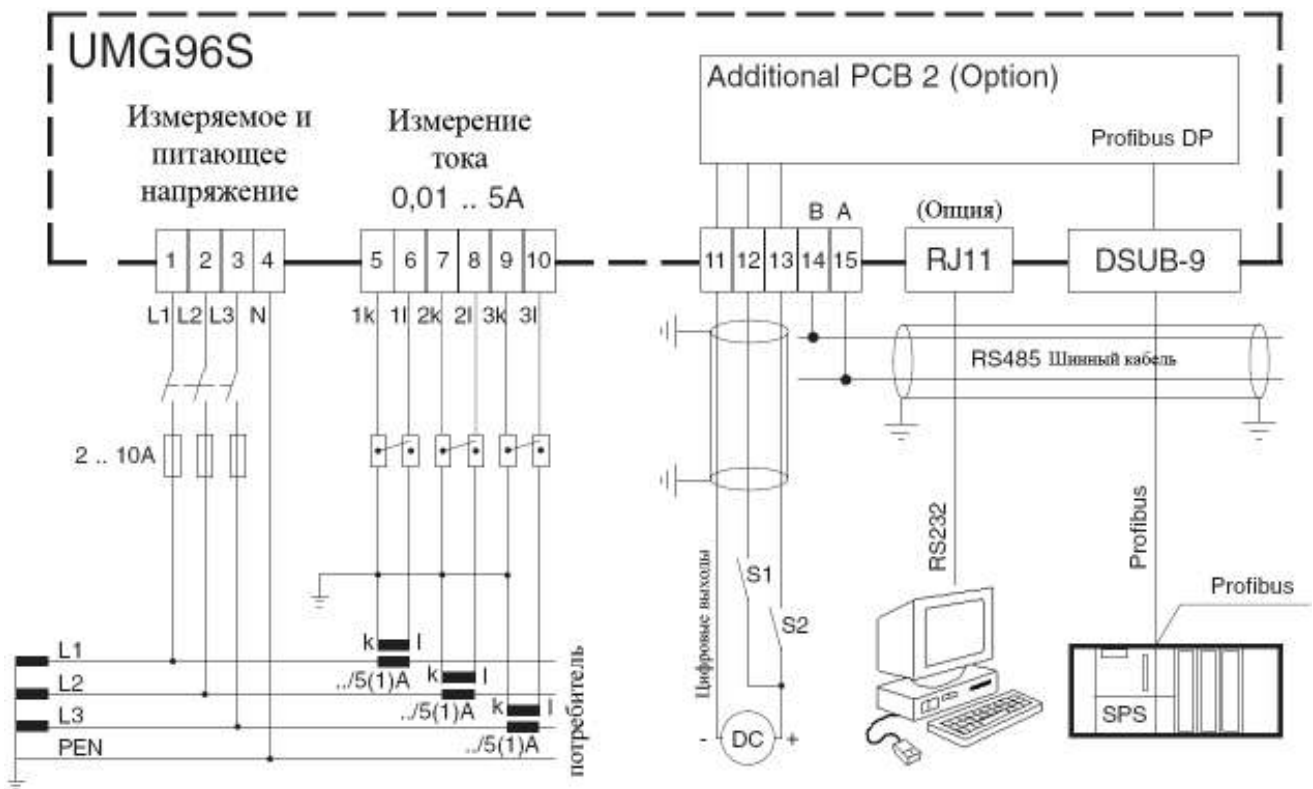 UMG96S
Измеряемое и
питающее
напряжение
Измерение
тока
0,01 .. 5A
Additional PCB 2 (Option)
Profibus DP
B A
(Опция)
1 2 3 4
5 6 7 8 9 10
11 12 13 14 15
RJ11
DSUB-9
L1 L2 L3 N
1k 1l 2k 2l 3k 3l
RS485 Шинный кабель
2 .. 10A
RS232
Profibus
Цифровые выходы
S1
S2
Profibus
SPS
- DC +
L1
k l
../5(1)A
L2
k l
../5(1)A
L3
k l
../5(1)A
PEN
потребитель